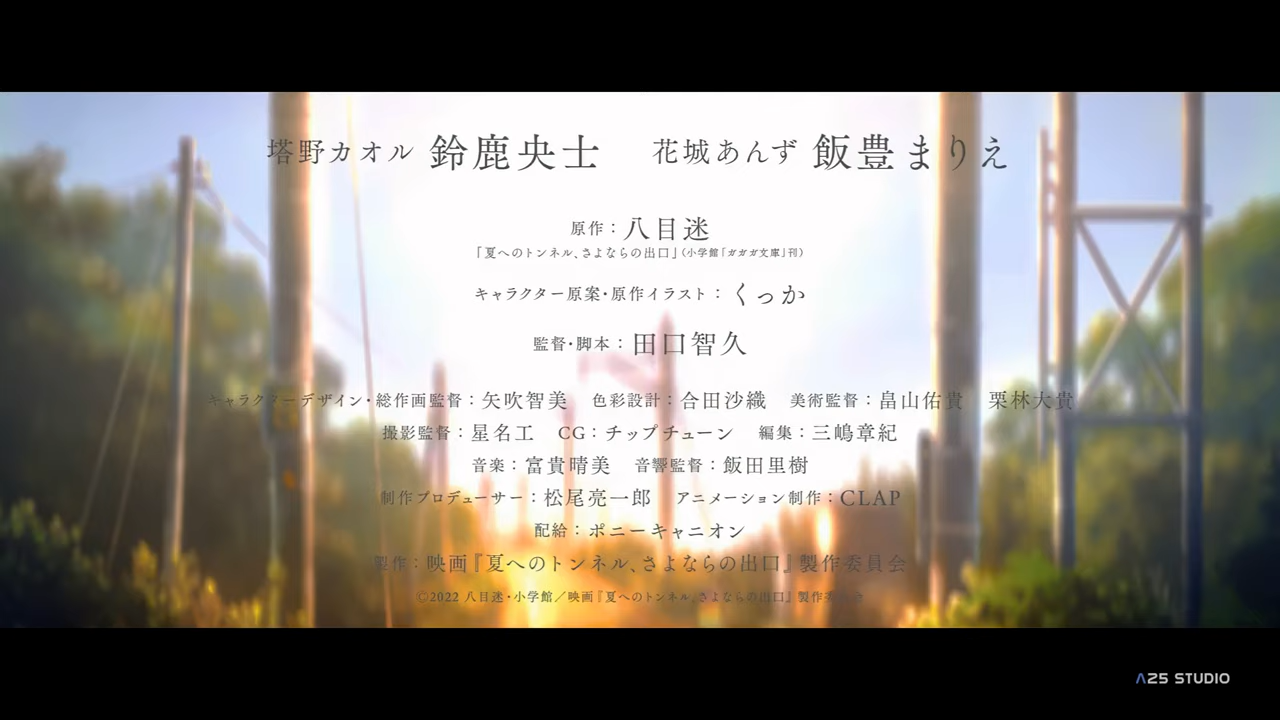 塔野カオル 鈴鹿央士 花城あんず 飯豊まりえ
原作：八目迷
「夏へのトンネル、さよならの出口」（小学館「ガガガ文庫」刊）
キャラクター原案・原作イラスト：くっか
監督・脚本：田口智久
キャラクターデザイン・総作画監督：矢吹智美 色彩設計：合田沙織 美術監督：畠山佑貴 栗林大貴
撮影監督：星名工 CG：チップチューン 編集：三嶋章紀
音楽：富貴晴美 音響監督：飯田里樹
制作プロデューサー：松尾亮一郎 アニメーション制作：CLAP
配給：ポニーキャニオン
製作：映画『夏へのトンネル、さよならの出口』製作委員会
©2022 八目迷・小学館／映画『夏へのトンネル、さよならの出口』製作委員会
A25 STUDIO